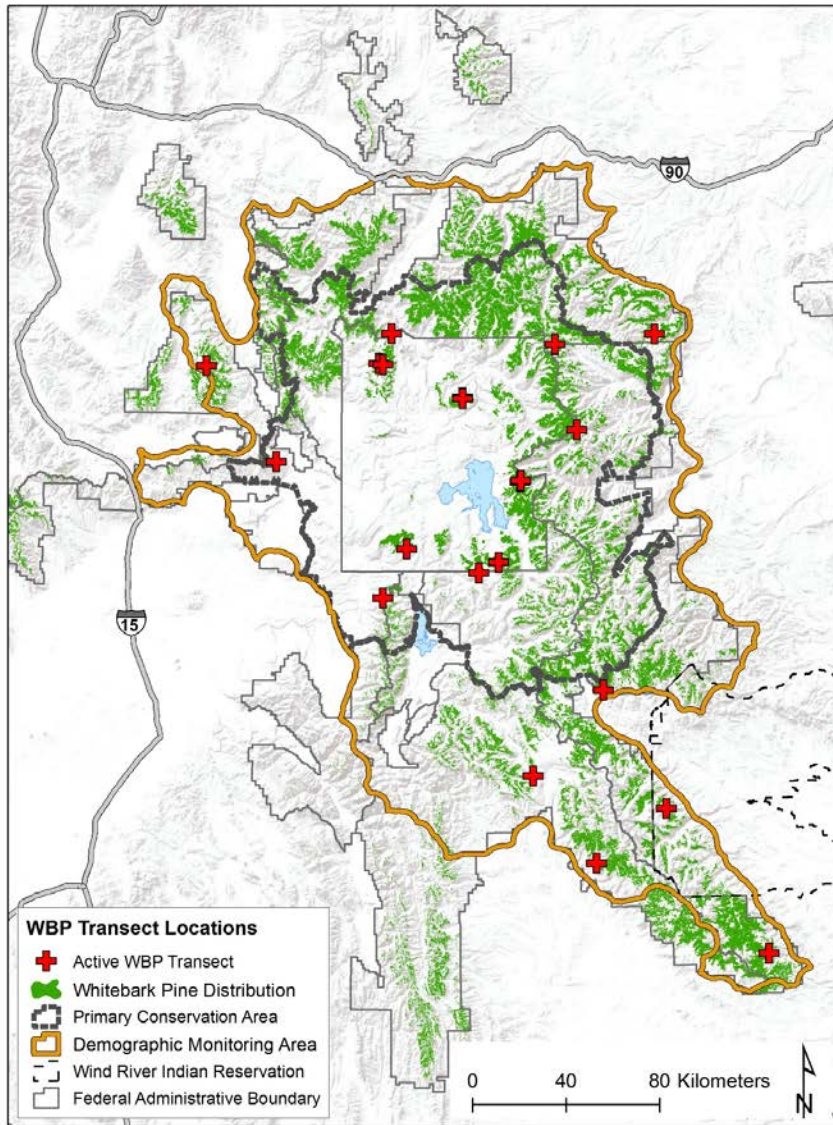 90
15
WBP Transect Locations
Active WBP Transect
Whitebark Pine Distribution
Primary Conservation Area
Demographic Monitoring Area
Wind River Indian Reservation
Federal Administrative Boundary
0 40 80 Kilometers
N